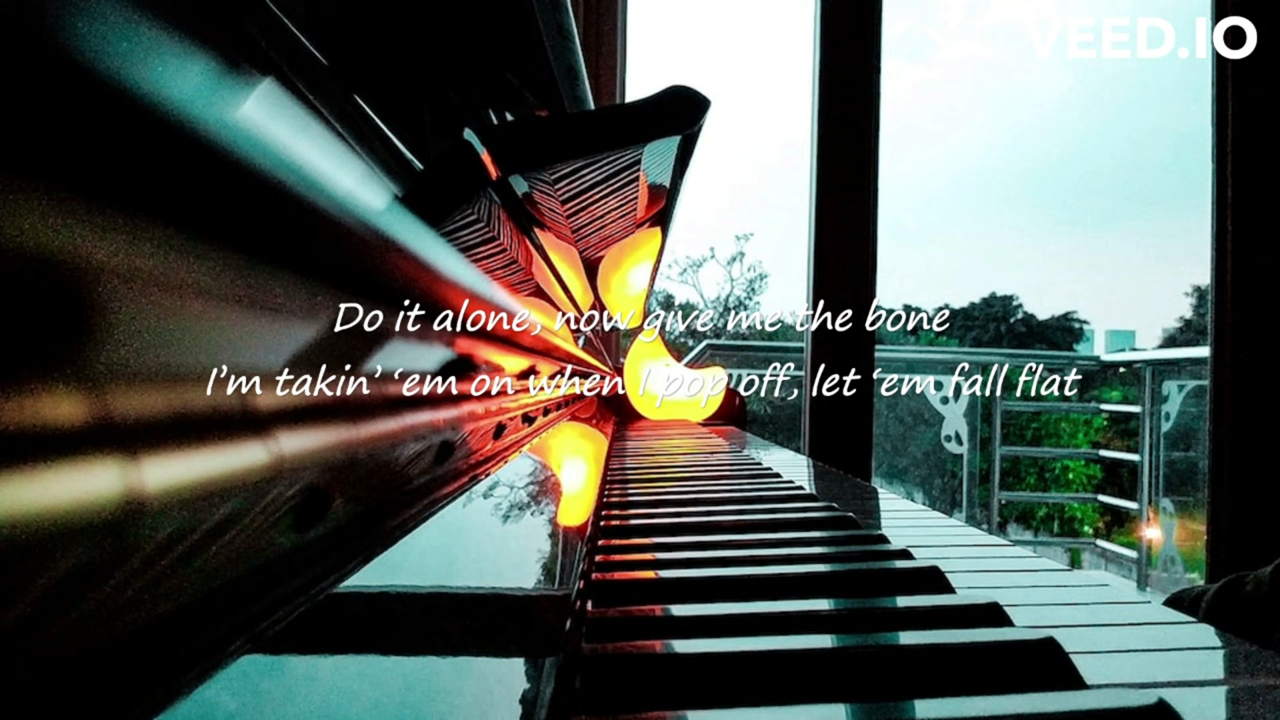 VEED.IO
Do it alone, now give me the bone
I'm takin' 'em on when I pop off, let 'em fall flat